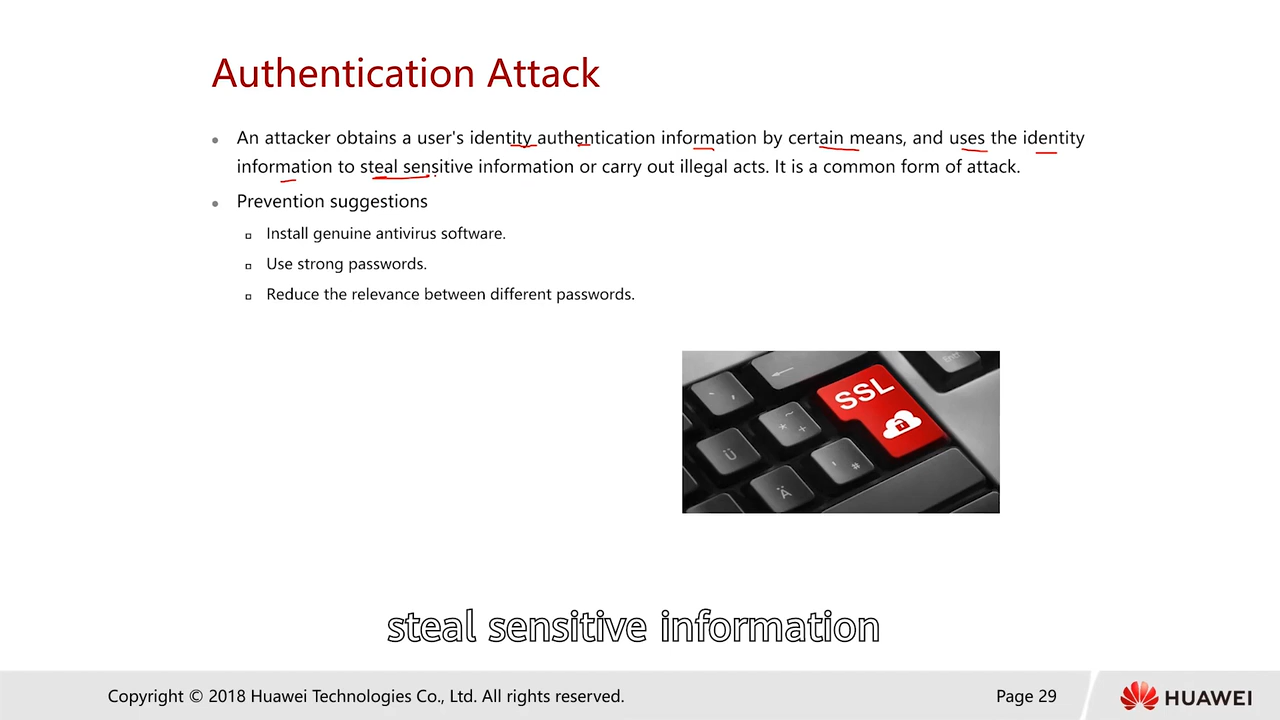 Authentication Attack
An attacker obtains a user's identity authentication information by certain means, and uses the identity
information to steal sensitive information or carry out illegal acts. It is a common form of attack.
Prevention suggestions
Install genuine antivirus software.
Use strong passwords.
Reduce the relevance between different passwords.
SSL
Ü
Ä
steal sensitive information
Copyright © 2018 Huawei Technologies Co., Ltd. All rights reserved.
Page 29
HUAWEI